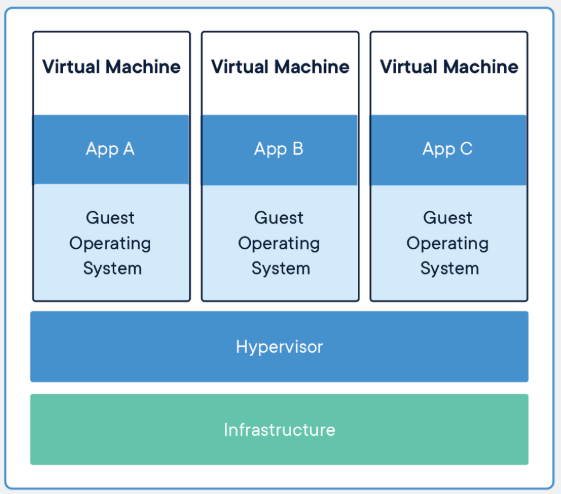 Virtual Machine
Virtual Machine
Virtual Machine
App A
App B
App C
Guest
Operating
System
Guest
Operating
System
Guest
Operating
System
Hypervisor
Infrastructure